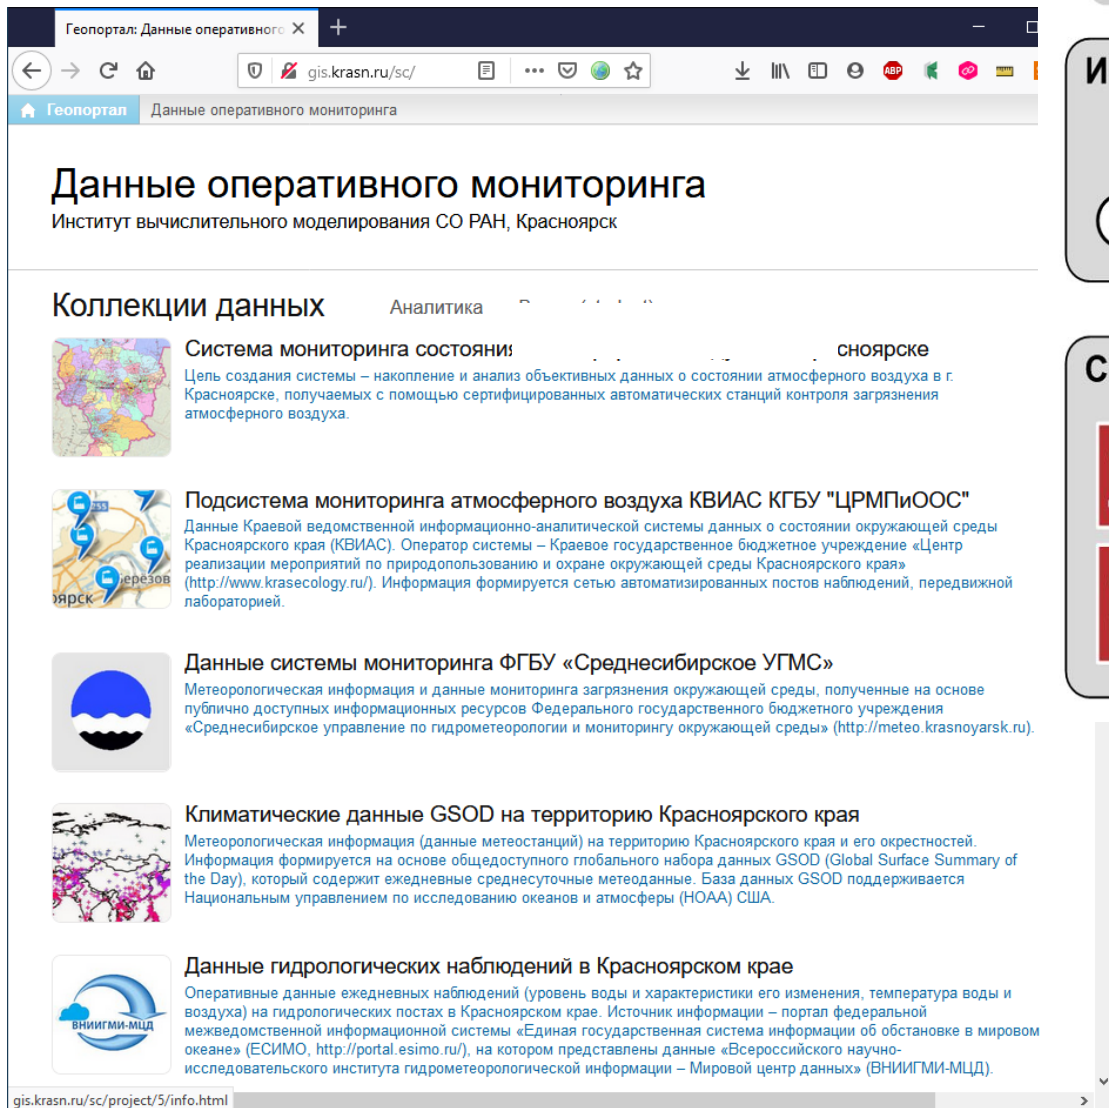 Геопортал: Данные оперативного
gis.krasn.ru/sc/
ABP
Геопортал Данные оперативного мониторинга
Данные оперативного мониторинга
Институт вычислительного моделирования СО РАН, Красноярск
Коллекции данных Аналитика
Система мониторинга состояния сноярске
Цель создания системы – накопление и анализ объективных данных о состоянии атмосферного воздуха в г.
Красноярске, получаемых с помощью сертифицированных автоматических станций контроля загрязнения
атмосферного воздуха.
Подсистема мониторинга атмосферного воздуха КВИАС КГБУ "ЦРМПиООС"
Данные Краевой ведомственной информационно-аналитической системы данных о состоянии окружающей среды
Красноярского края (КВИАС). Оператор системы – Краевое государственное бюджетное учреждение «Центр
реализации мероприятий по природопользованию и охране окружающей среды Красноярского края»
(http://www.krasecology.ru/). Информация формируется сетью автоматизированных постов наблюдений, передвижной
лабораторией.
255
ерезов
оярск
Данные системы мониторинга ФГБУ «Среднесибирское УГМС»
Метеорологическая информация и данные мониторинга загрязнения окружающей среды, полученные на основе
публично доступных информационных ресурсов Федерального государственного бюджетного учреждения
«Среднесибирское управление по гидрометеорологии и мониторингу окружающей среды» (http://meteo.krasnoyarsk.ru).
Климатические данные GSOD на территорию Красноярского края
Метеорологическая информация (данные метеостанций) на территорию Красноярского края и его окрестностей.
Информация формируется на основе общедоступного глобального набора данных GSOD (Global Surface Summary of
the Day), который содержит ежедневные среднесуточные метеоданные. База данных GSOD поддерживается
Национальным управлением по исследованию океанов и атмосферы (НОАА) США.
Данные гидрологических наблюдений в Красноярском крае
Оперативные данные ежедневных наблюдений (уровень воды и характеристики его изменения, температура воды и
воздуха) на гидрологических постах в Красноярском крае. Источник информации – портал федеральной
межведомственной информационной системы «Единая государственная система информации об обстановке в мировом
океане» (ЕСИМО, http://portal.esimo.ru/), на котором представлены данные «Всероссийского научно-
исследовательского института гидрометеорологической информации – Мировой центр данных» (ВНИИГМИ-МЦД).
ВНИИГМИ-МЦД
gis.krasn.ru/sc/project/5/info.html
И
С